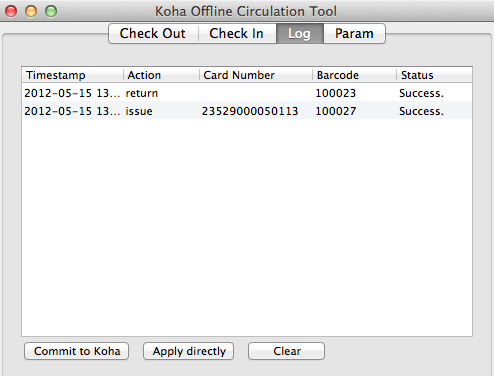 Koha Offline Circulation Tool
Check Out Check In Log Param
Timestamp Action Card Number Barcode Status
2012-05-15 13... return 100023 Success.
2012-05-15 13... issue 23529000050113 100027 Success.
Commit to Koha Apply directly Clear